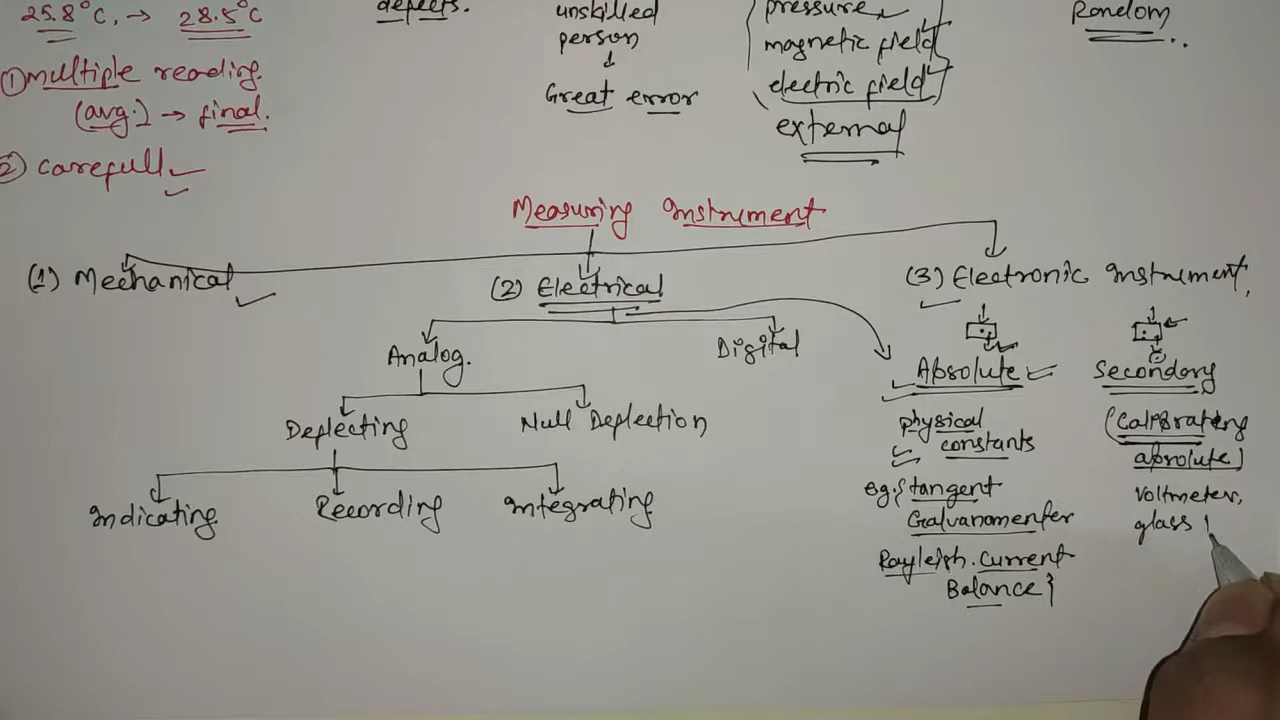 25.8°C, → 28.5°C
① multiple reading.
(avg.) → final.
② carefull
defects.
unskilled
person
↓
Great error
pressure
magnetic field
electric field
external
Random
Measuring Instrument
(1) Mechanical
(2) Electrical
(3) Electronic Instrument,
Analog.
Digital
Deflecting
Null Deflection
Indicating
Recording
Integrating
Absolute
physical
constants
eg:{tangent
Galvanometer
Rayleigh. Current
Balance}
Secondary
(Calibrating
absolute)
voltmeter,
glass